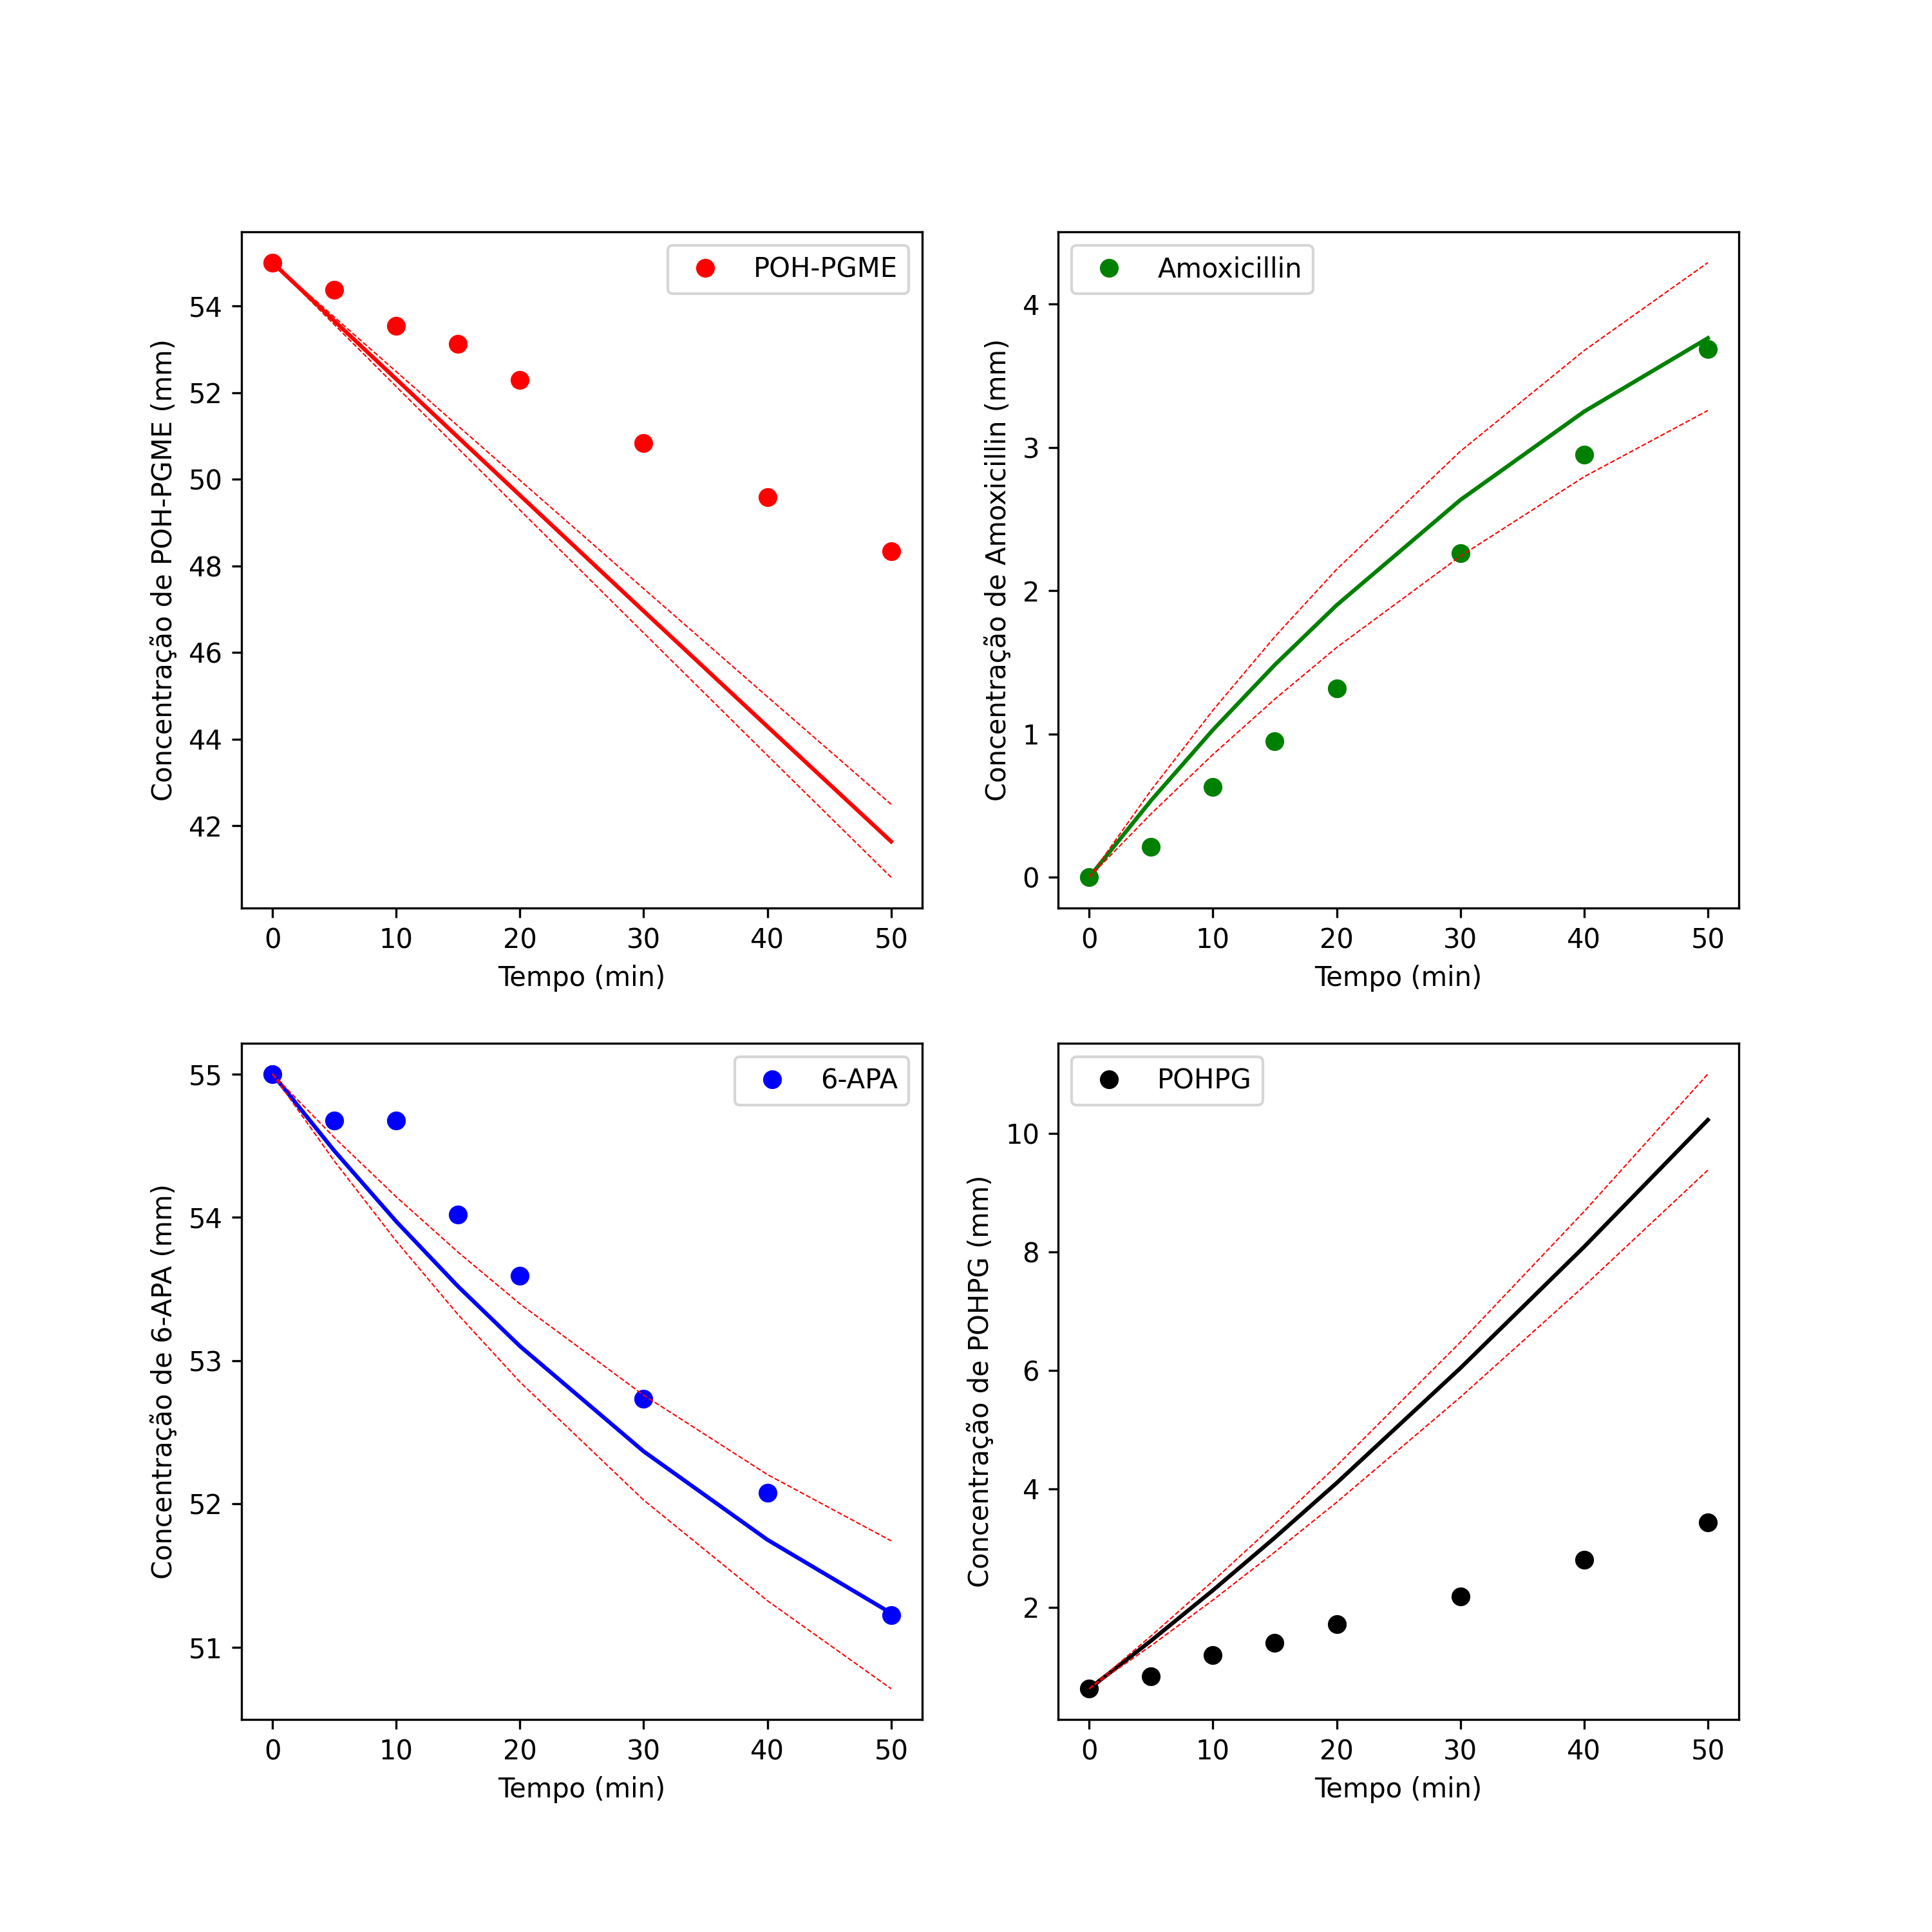 POH-PGME
Concentração de POH-PGME (mm)
54
52
50
48
46
44
42
0 10 20 30 40 50
Tempo (min)
Amoxicillin
Concentração de Amoxicillin (mm)
4
3
2
1
0
0 10 20 30 40 50
Tempo (min)
6-APA
Concentração de 6-APA (mm)
55
54
53
52
51
0 10 20 30 40 50
Tempo (min)
POHPG
Concentração de POHPG (mm)
10
8
6
4
2
0 10 20 30 40 50
Tempo (min)